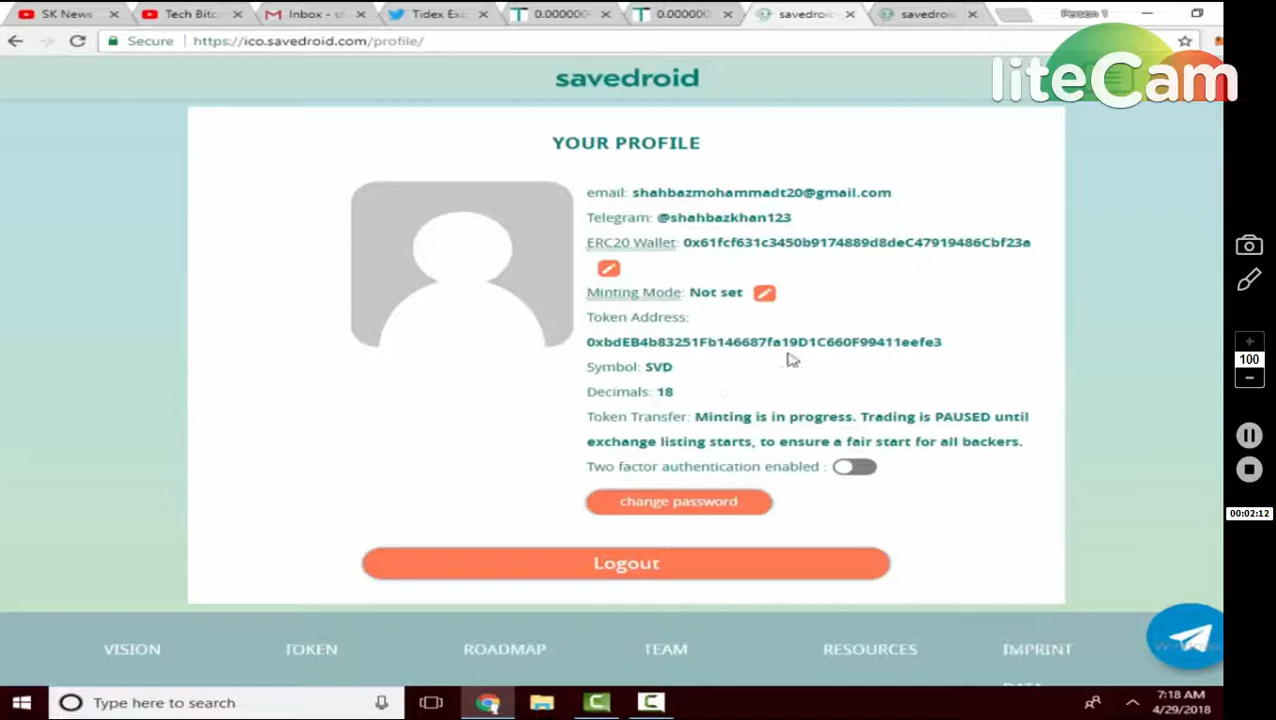 SK News
Tech Bitc
Inbox - s
Tidex Exc
0.000000
0.000000
savedroid
savedroid
Person 1
Secure
https://ico.savedroid.com/profile/
liteCam
savedroid
YOUR PROFILE
email: shahbazmohammadt20@gmail.com
Telegram: @shahbazkhan123
ERC20 Wallet: 0x61fcf631c3450b9174889d8deC47919486Cbf23a
Minting Mode: Not set
Token Address:
0xbdEB4b83251Fb146687fa19D1C660F99411eefe3
Symbol: SVD
Decimals: 18
Token Transfer: Minting is in progress. Trading is PAUSED until
exchange listing starts, to ensure a fair start for all backers.
Two factor authentication enabled :
change password
Logout
100
00:02:12
VISION
TOKEN
ROADMAP
TEAM
RESOURCES
IMPRINT
Type here to search
7:18 AM
4/29/2018